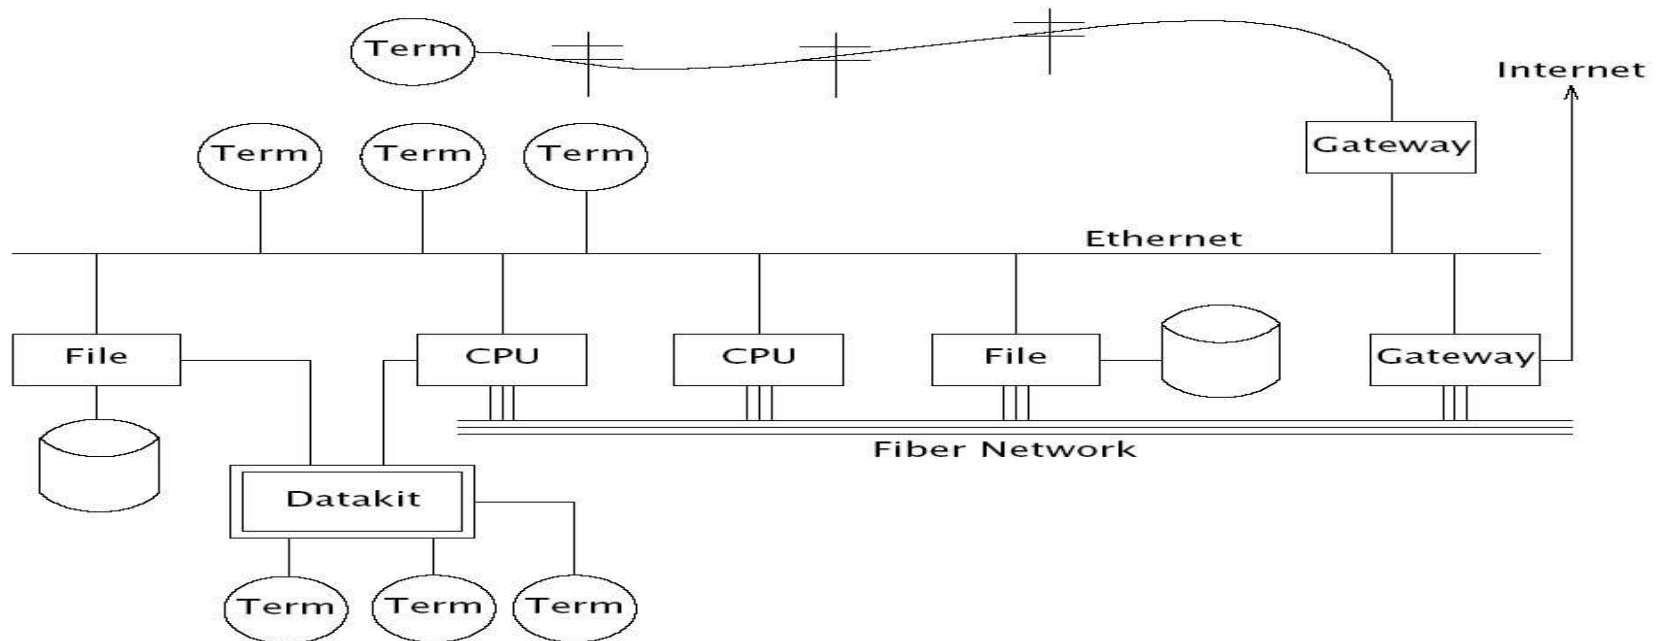 Term
Internet
Gateway
Term Term Term
Ethernet
File CPU CPU File Gateway
Fiber Network
Datakit
Term Term Term